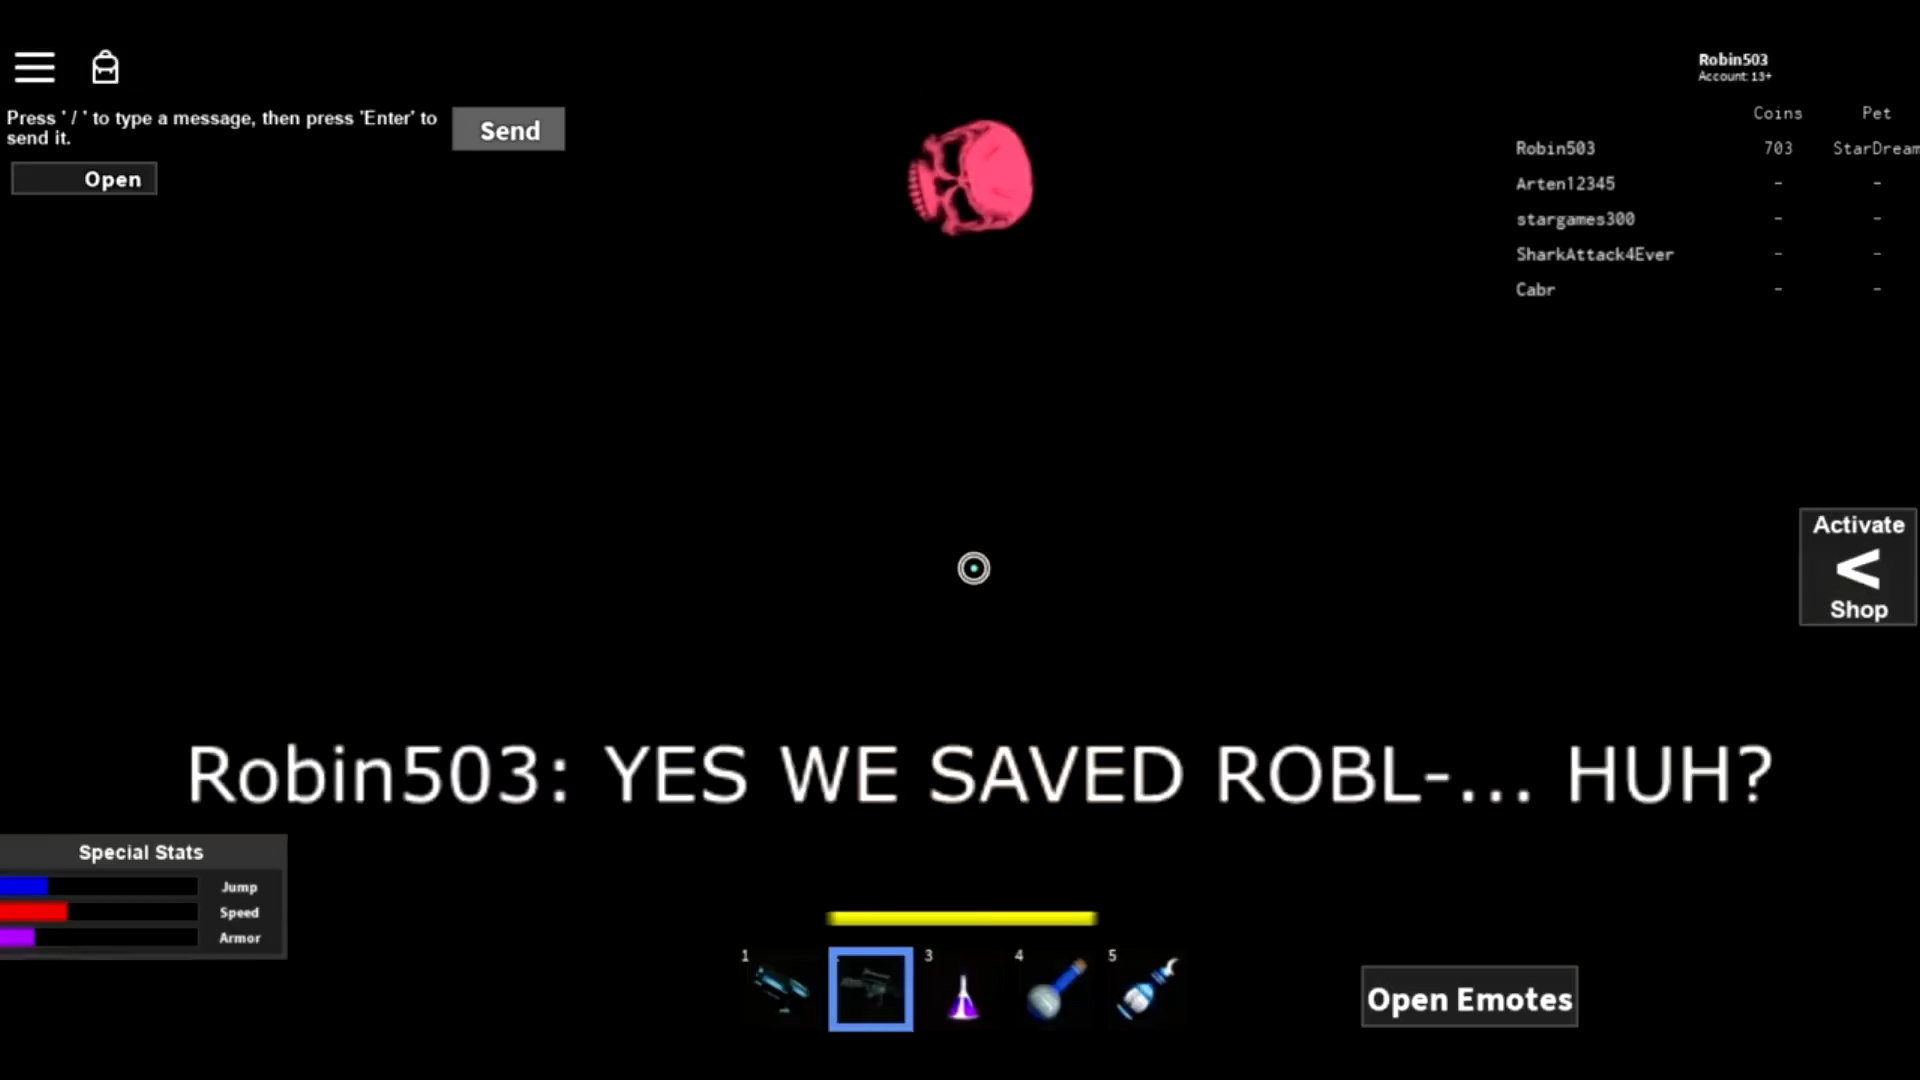 Robin503
Account: 13+
Press ' / ' to type a message, then press 'Enter' to
send it.
Send
Open
Coins Pet
Robin503 703 StarDream
Arten12345 - -
stargames300 - -
SharkAttack4Ever - -
Cabr - -
Activate
<
Shop
Robin503: YES WE SAVED ROBL-... HUH?
Special Stats
Jump
Speed
Armor
1 3 4 5
Open Emotes